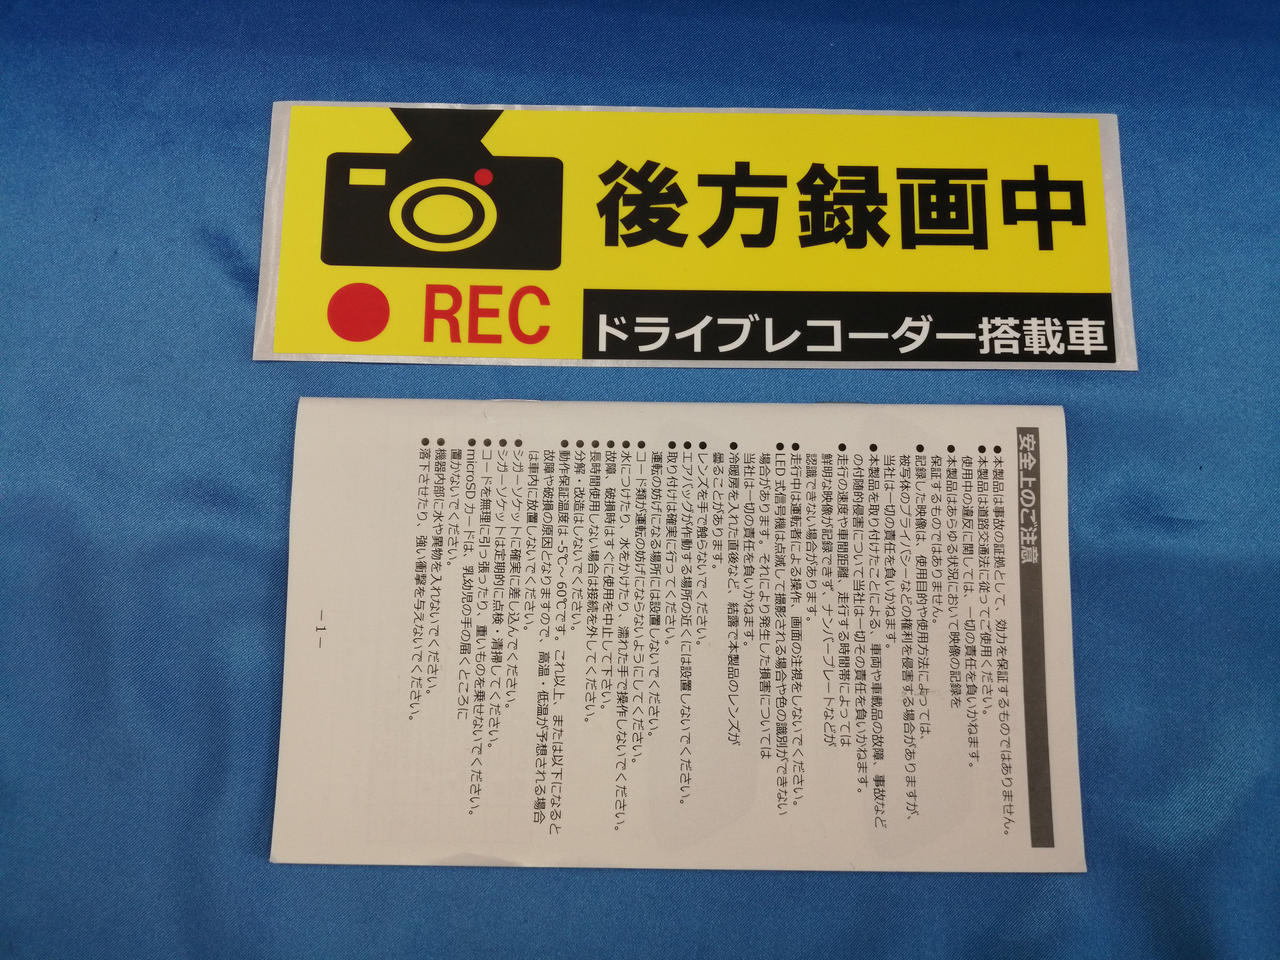 後方録画中
REC
ドライブレコーダー搭載車
安全上のご注意
●本製品は事故の証拠として、効力を保証するものではありません。
●本製品は道路交通法に従ってご使用ください。
使用中の違反に関しては、一切の責任を負いかねます。
●本製品はあらゆる状況において映像の記録を
保証するものではありません。
●記録した映像は、使用目的や使用方法によっては、
被写体のプライバシーなどの権利を侵害する場合がありますが、
当社は一切の責任を負いかねます。
●本製品を取り付けたことによる、車両や車載品の故障、事故など
の付随的損害について当社は一切その責任を負いかねます。
●走行の速度や車間距離、走行する時間帯によっては
鮮明な映像が記録できず、ナンバープレートなどが
認識できない場合があります。
●走行中は運転者による操作、画面の注視をしないでください。
●LED 式信号機は点滅して撮影される場合や色の識別ができない
場合があります。それにより発生した損害については
当社は一切の責任を負いかねます。
●冷暖房を入れた直後など、結露で本製品のレンズが
曇ることがあります。
●レンズを手で触らないでください。
●エアバッグが作動する場所の近くには設置しないでください。
●取り付けは確実に行ってください。
運転の妨げになる場所には設置しないでください。
●コード類が運転の妨げにならないようにしてください。
●水につけたり、水をかけたり、濡れた手で操作しないでください。
●故障、破損時はすぐに使用を中止して下さい。
●長時間使用しない場合は接続を外してください。
●分解・改造はしないでください。
●動作保証温度は -5℃～60℃です。これ以上、または以下になると
故障や破損の原因となりますので、高温・低温が予想される場合
は車内に放置しないでください。
●シガーソケットに確実に差し込んでください。
●シガーソケットは定期的に点検・清掃してください。
●コードを無理に引っ張ったり、重いものを乗せないでください。
●microSD カードは、乳幼児の手の届くところに
置かないでください。
●機器内部に水や異物を入れないでください。
●落下させたり、強い衝撃を与えないでください。
－1－